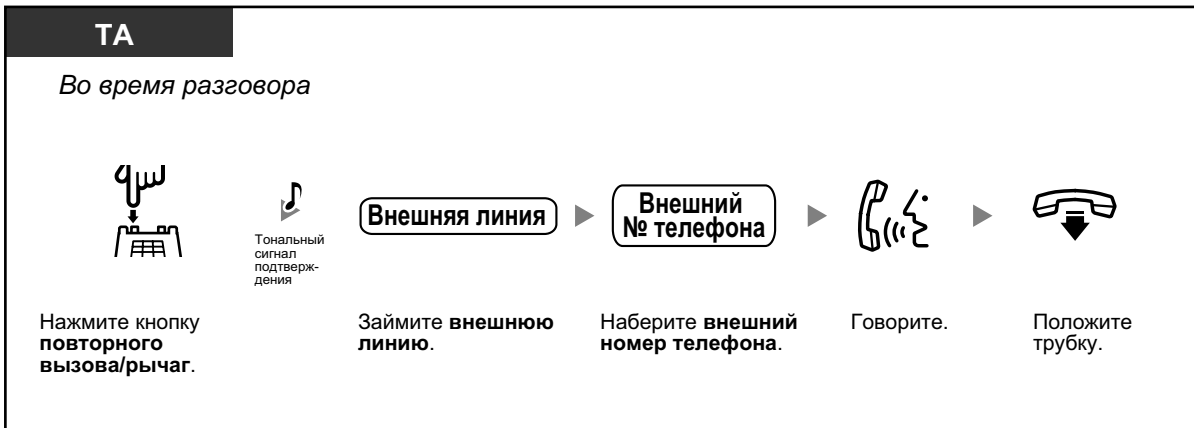 ТА
Во время разговора
Тональный
сигнал
подтверж-
дения
Внешняя линия
Внешний
№ телефона
Нажмите кнопку
повторного
вызова/рычаг.
Займите внешнюю
линию.
Наберите внешний
номер телефона.
Говорите.
Положите
трубку.